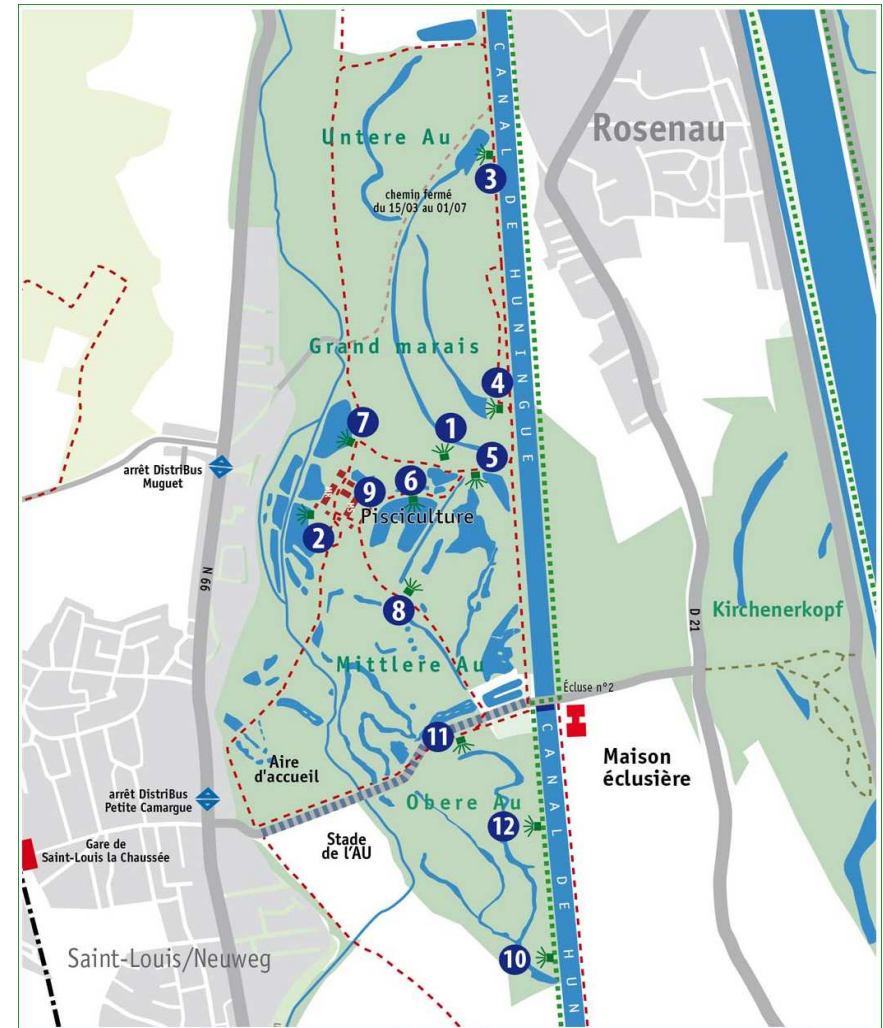 CANAL DE HUNINGUE
Rosenau
Untere Au
3
chemin fermé
du 15/03 au 01/07
Grand marais
4
7
1
5
arrêt DistriBus
Muguet
6
9
Pisciculture
2
N 66
8
D 21
Kirchenerkopf
Mittlere Au
Écluse n°2
11
Maison
éclusière
Aire
d'accueil
arrêt DistriBus
Petite Camargue
Obere Au
12
Stade
de l'AU
Gare de
Saint-Louis la Chaussée
CANAL DE HUN
Saint-Louis/Neuweg
10